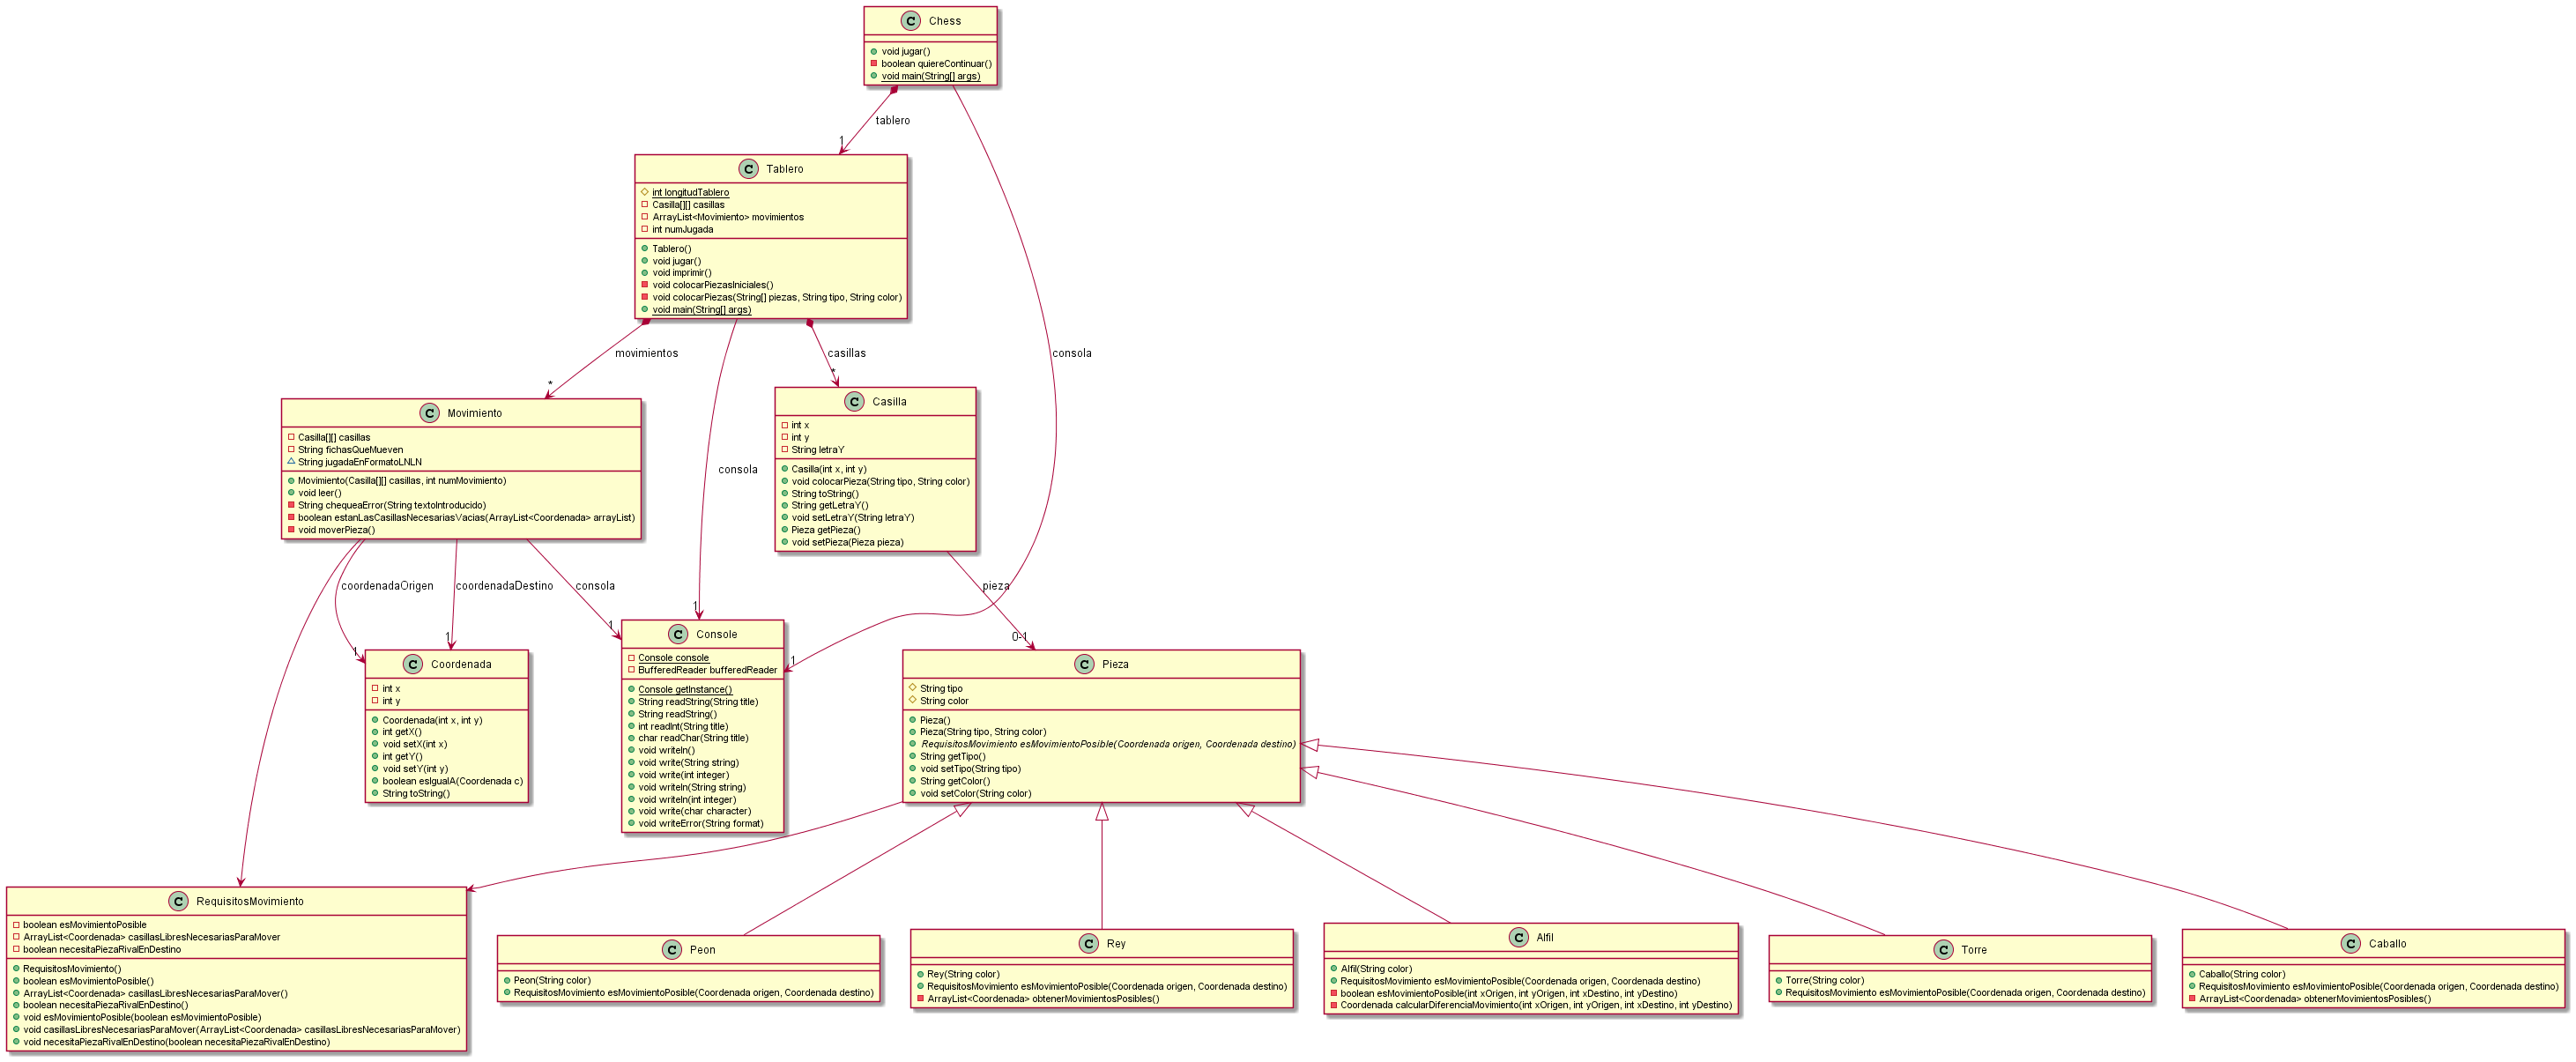 C Chess
void jugar()
boolean quiereContinuar()
void main(String[] args)
tablero
1
C Tablero
int longitudTablero
Casilla[][] casillas
ArrayList<Movimiento> movimientos
int numJugada
Tablero()
void jugar()
void imprimir()
void colocarPiezasIniciales()
void colocarPiezas(String[] piezas, String tipo, String color)
void main(String[] args)
movimientos
*
consola
casillas
*
consola
C Movimiento
Casilla[][] casillas
String fichasQueMueven
String jugadaEnFormatoLNLN
Movimiento(Casilla[][] casillas, int numMovimiento)
void leer()
String chequeaError(String textoIntroducido)
boolean estanLasCasillasNecesariasVacias(ArrayList<Coordenada> arrayList)
void moverPieza()
C Casilla
int x
int y
String letraY
Casilla(int x, int y)
void colocarPieza(String tipo, String color)
String toString()
String getLetraY()
void setLetraY(String letraY)
Pieza getPieza()
void setPieza(Pieza pieza)
coordenadaOrigen
1
coordenadaDestino
1
consola
1
1
1
pieza
0-1
C Coordenada
int x
int y
Coordenada(int x, int y)
int getX()
void setX(int x)
int getY()
void setY(int y)
boolean esIgualA(Coordenada c)
String toString()
C Console
Console console
BufferedReader bufferedReader
Console getInstance()
String readString(String title)
String readString()
int readInt(String title)
char readChar(String title)
void writeln()
void write(String string)
void write(int integer)
void writeln(String string)
void writeln(int integer)
void write(char character)
void writeError(String format)
C Pieza
String tipo
String color
Pieza()
Pieza(String tipo, String color)
RequisitosMovimiento esMovimientoPosible(Coordenada origen, Coordenada destino)
String getTipo()
void setTipo(String tipo)
String getColor()
void setColor(String color)
C RequisitosMovimiento
boolean esMovimientoPosible
ArrayList<Coordenada> casillasLibresNecesariasParaMover
boolean necesitaPiezaRivalEnDestino
RequisitosMovimiento()
boolean esMovimientoPosible()
ArrayList<Coordenada> casillasLibresNecesariasParaMover()
boolean necesitaPiezaRivalEnDestino()
void esMovimientoPosible(boolean esMovimientoPosible)
void casillasLibresNecesariasParaMover(ArrayList<Coordenada> casillasLibresNecesariasParaMover)
void necesitaPiezaRivalEnDestino(boolean necesitaPiezaRivalEnDestino)
C Peon
Peon(String color)
RequisitosMovimiento esMovimientoPosible(Coordenada origen, Coordenada destino)
C Rey
Rey(String color)
RequisitosMovimiento esMovimientoPosible(Coordenada origen, Coordenada destino)
ArrayList<Coordenada> obtenerMovimientosPosibles()
C Alfil
Alfil(String color)
RequisitosMovimiento esMovimientoPosible(Coordenada origen, Coordenada destino)
boolean esMovimientoPosible(int xOrigen, int yOrigen, int xDestino, int yDestino)
Coordenada calcularDiferenciaMovimiento(int xOrigen, int yOrigen, int xDestino, int yDestino)
C Torre
Torre(String color)
RequisitosMovimiento esMovimientoPosible(Coordenada origen, Coordenada destino)
C Caballo
Caballo(String color)
RequisitosMovimiento esMovimientoPosible(Coordenada origen, Coordenada destino)
ArrayList<Coordenada> obtenerMovimientosPosibles()